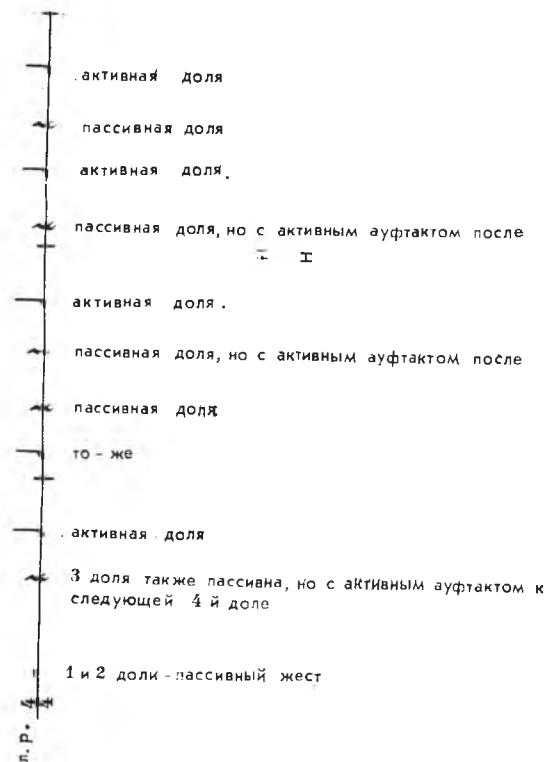 активная доля
пассивная доля
активная доля.
пассивная доля, но с активным ауфтактом после
активная доля.
пассивная доля, но с активным ауфтактом после
пассивная доля
то - же
активная доля
3 доля также пассивна, но с активным ауфтактом к
следующей 4 й доле
1 и 2 доли - пассивный жест
л.р. 4
4